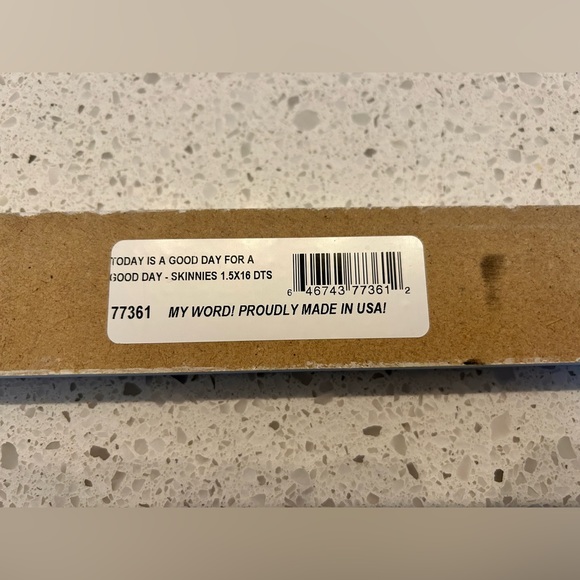 TODAY IS A GOOD DAY FOR A
GOOD DAY - SKINNIES 1.5X16 DTS
6 46743 77361 2
77361 MY WORD! PROUDLY MADE IN USA!